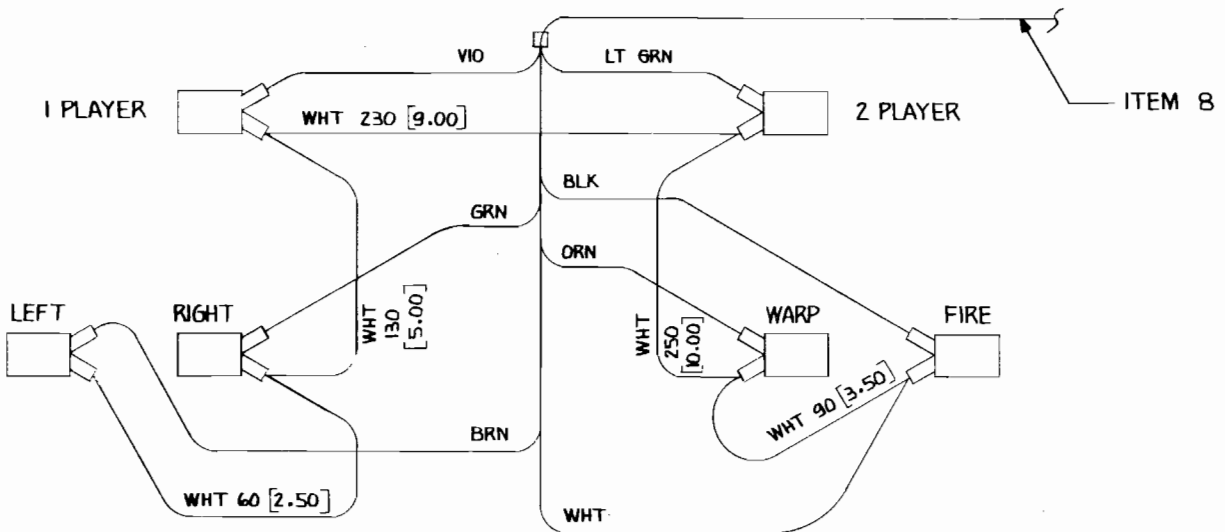 VIO
LT GRN
1 PLAYER
WHT 230 [9.00]
2 PLAYER
ITEM 8
BLK
GRN
ORN
LEFT
RIGHT
WHT
130
[5.00]
WHT
250
[10.00]
WARP
FIRE
WHT 90 [3.50]
BRN
WHT 60 [2.50]
WHT